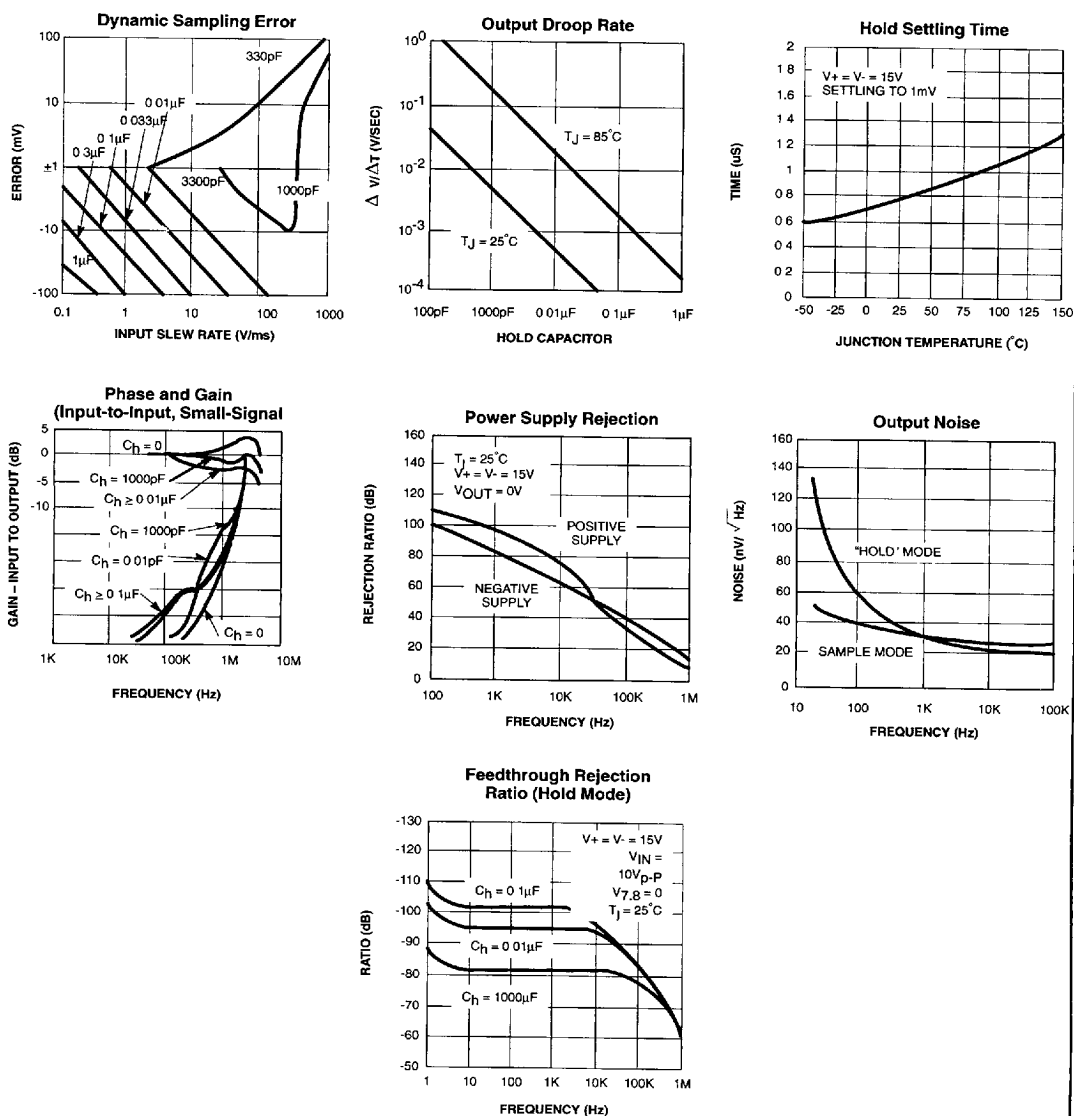 Dynamic Sampling Error
ERROR (mV)
100
10
±1
-10
-100
330pF
0 01µF
0 033µF
0.1µF
0 3µF
1µF
3300pF
1000pF
0.1
1
10
100
1000
INPUT SLEW RATE (V/ms)
Output Droop Rate
Δ V/ΔT (V/SEC)
10⁰
10⁻¹
10⁻²
10⁻³
10⁻⁴
TJ = 85°C
TJ = 25°C
100pF
1000pF
0 01µF
0 1µF
1µF
HOLD CAPACITOR
Hold Settling Time
TIME (uS)
2
1 8
1 6
1 4
1 2
1
0 8
0 6
0 4
0 2
0
V+ = V- = 15V
SETTLING TO 1mV
-50
-25
0
25
50
75
100
125
150
JUNCTION TEMPERATURE (°C)
Phase and Gain
(Input-to-Input, Small-Signal
GAIN – INPUT TO OUTPUT (dB)
5
0
-5
-10
Ch = 0
Ch = 1000pF
Ch ≥ 0 01µF
Ch = 1000pF
Ch = 0 01pF
Ch ≥ 0 1µF
Ch = 0
1K
10K
100K
1M
10M
FREQUENCY (Hz)
Power Supply Rejection
REJECTION RATIO (dB)
160
140
120
100
80
60
40
20
0
TJ = 25°C
V+ = V- = 15V
VOUT = 0V
POSITIVE
SUPPLY
NEGATIVE
SUPPLY
100
1K
10K
100K
1M
FREQUENCY (Hz)
Output Noise
NOISE (nV/ √Hz)
160
140
120
100
80
60
40
20
0
"HOLD' MODE
SAMPLE MODE
10
100
1K
10K
100K
FREQUENCY (Hz)
Feedthrough Rejection
Ratio (Hold Mode)
RATIO (dB)
-130
-120
-110
-100
-90
-80
-70
-60
-50
V+ = V- = 15V
VIN =
10Vp-P
V7.8 = 0
TJ = 25°C
Ch = 0 1µF
Ch = 0 01µF
Ch = 1000µF
1
10
100
1K
10K
100K
1M
FREQUENCY (Hz)